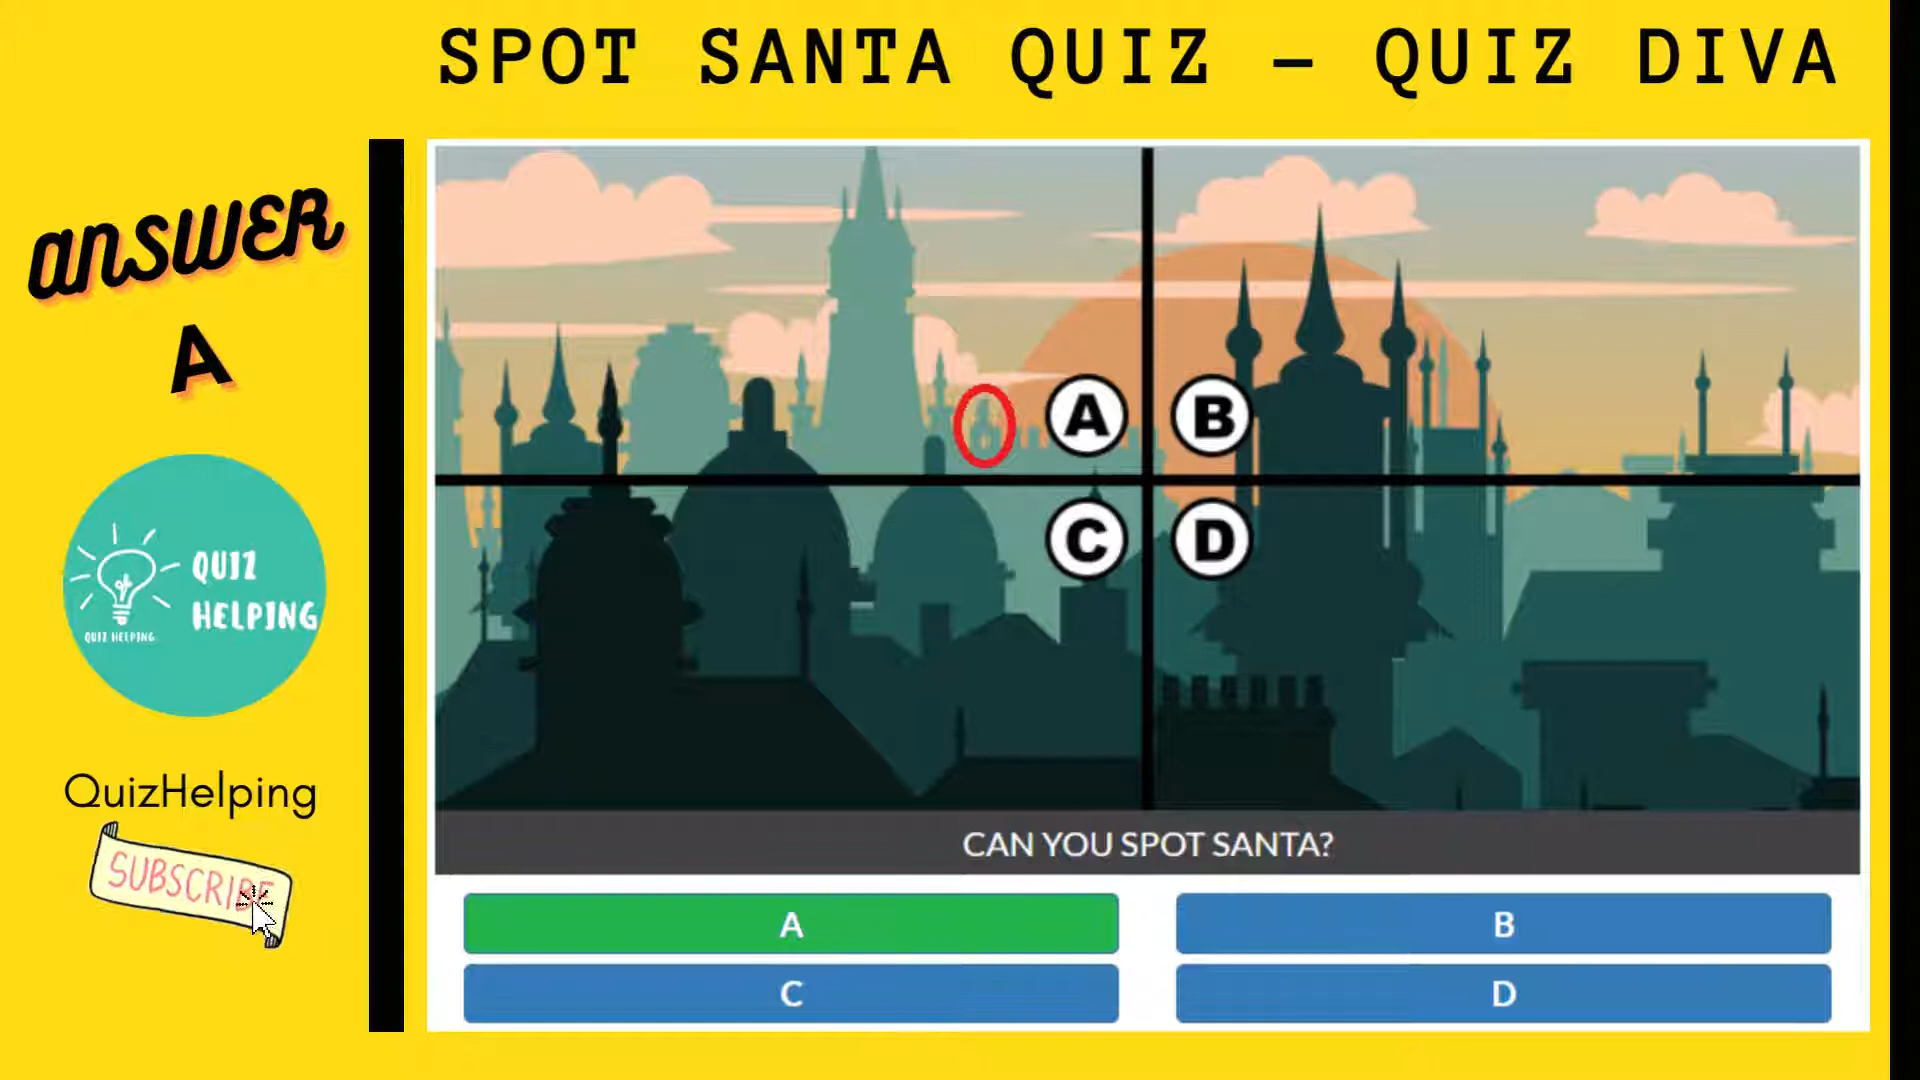 SPOT SANTA QUIZ – QUIZ DIVA
ANSWER
A
QUIZ
HELPING
QUIZ HELPING
QuizHelping
SUBSCRIBE
A
B
C
D
CAN YOU SPOT SANTA?
A
B
C
D